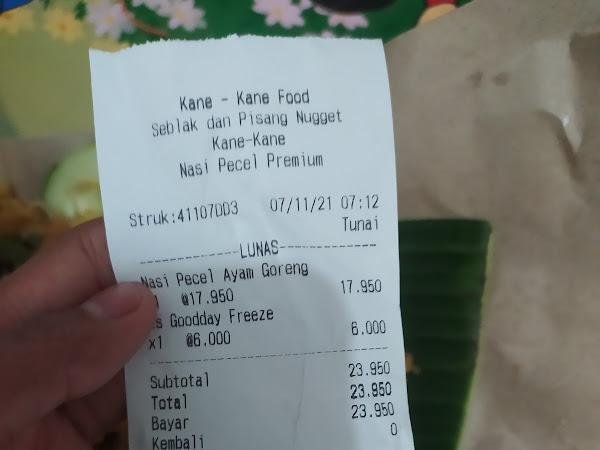 Kane - Kane Food
Seblak dan Pisang Nugget
Kane-Kane
Nasi Pecel Premium
Struk:41107DD3 07/11/21 07:12
Tunai
LUNAS
Nasi Pecel Ayam Goreng
@17.950 17.950
Goodday Freeze
x1 @6.000 6.000
Subtotal 23.950
Total 23.950
Bayar 23.950
Kembali 0